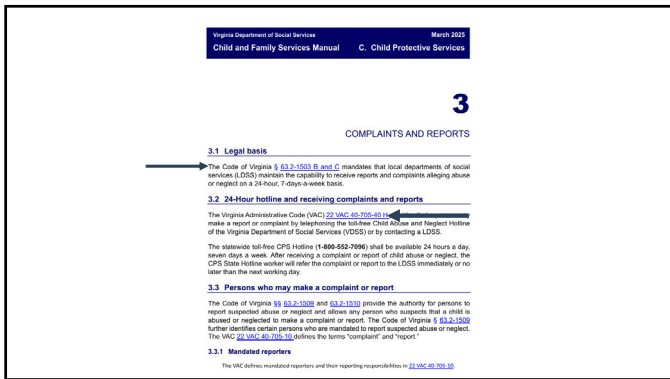 Virginia Department of Social Services March 2025
Child and Family Services Manual C. Child Protective Services
3
COMPLAINTS AND REPORTS
3.1 Legal basis
The Code of Virginia § 63.2-1503 B and C mandates that local departments of social
services (LDSS) maintain the capability to receive reports and complaints alleging abuse
or neglect on a 24-hour, 7-days-a-week basis.
3.2 24-Hour hotline and receiving complaints and reports
The Virginia Administrative Code (VAC) 22 VAC 40-705-40 H
make a report or complaint by telephoning the toll-free Child Abuse and Neglect Hotline
of the Virginia Department of Social Services (VDSS) or by contacting a LDSS.
The statewide toll-free CPS Hotline (1-800-552-7096) shall be available 24 hours a day,
seven days a week. After receiving a complaint or report of child abuse or neglect, the
CPS State Hotline worker will refer the complaint or report to the LDSS immediately or no
later than the next working day.
3.3 Persons who may make a complaint or report
The Code of Virginia §§ 63.2-1509 and 63.2-1510 provide the authority for persons to
report suspected abuse or neglect and allows any person who suspects that a child is
abused or neglected to make a complaint or report. The Code of Virginia § 63.2-1509
further identifies certain persons who are mandated to report suspected abuse or neglect.
The VAC 22 VAC 40-705-10 defines the terms “complaint” and “report.”
3.3.1 Mandated reporters
The VAC defines mandated reporters and their reporting responsibilities in 22 VAC 40-705-10.